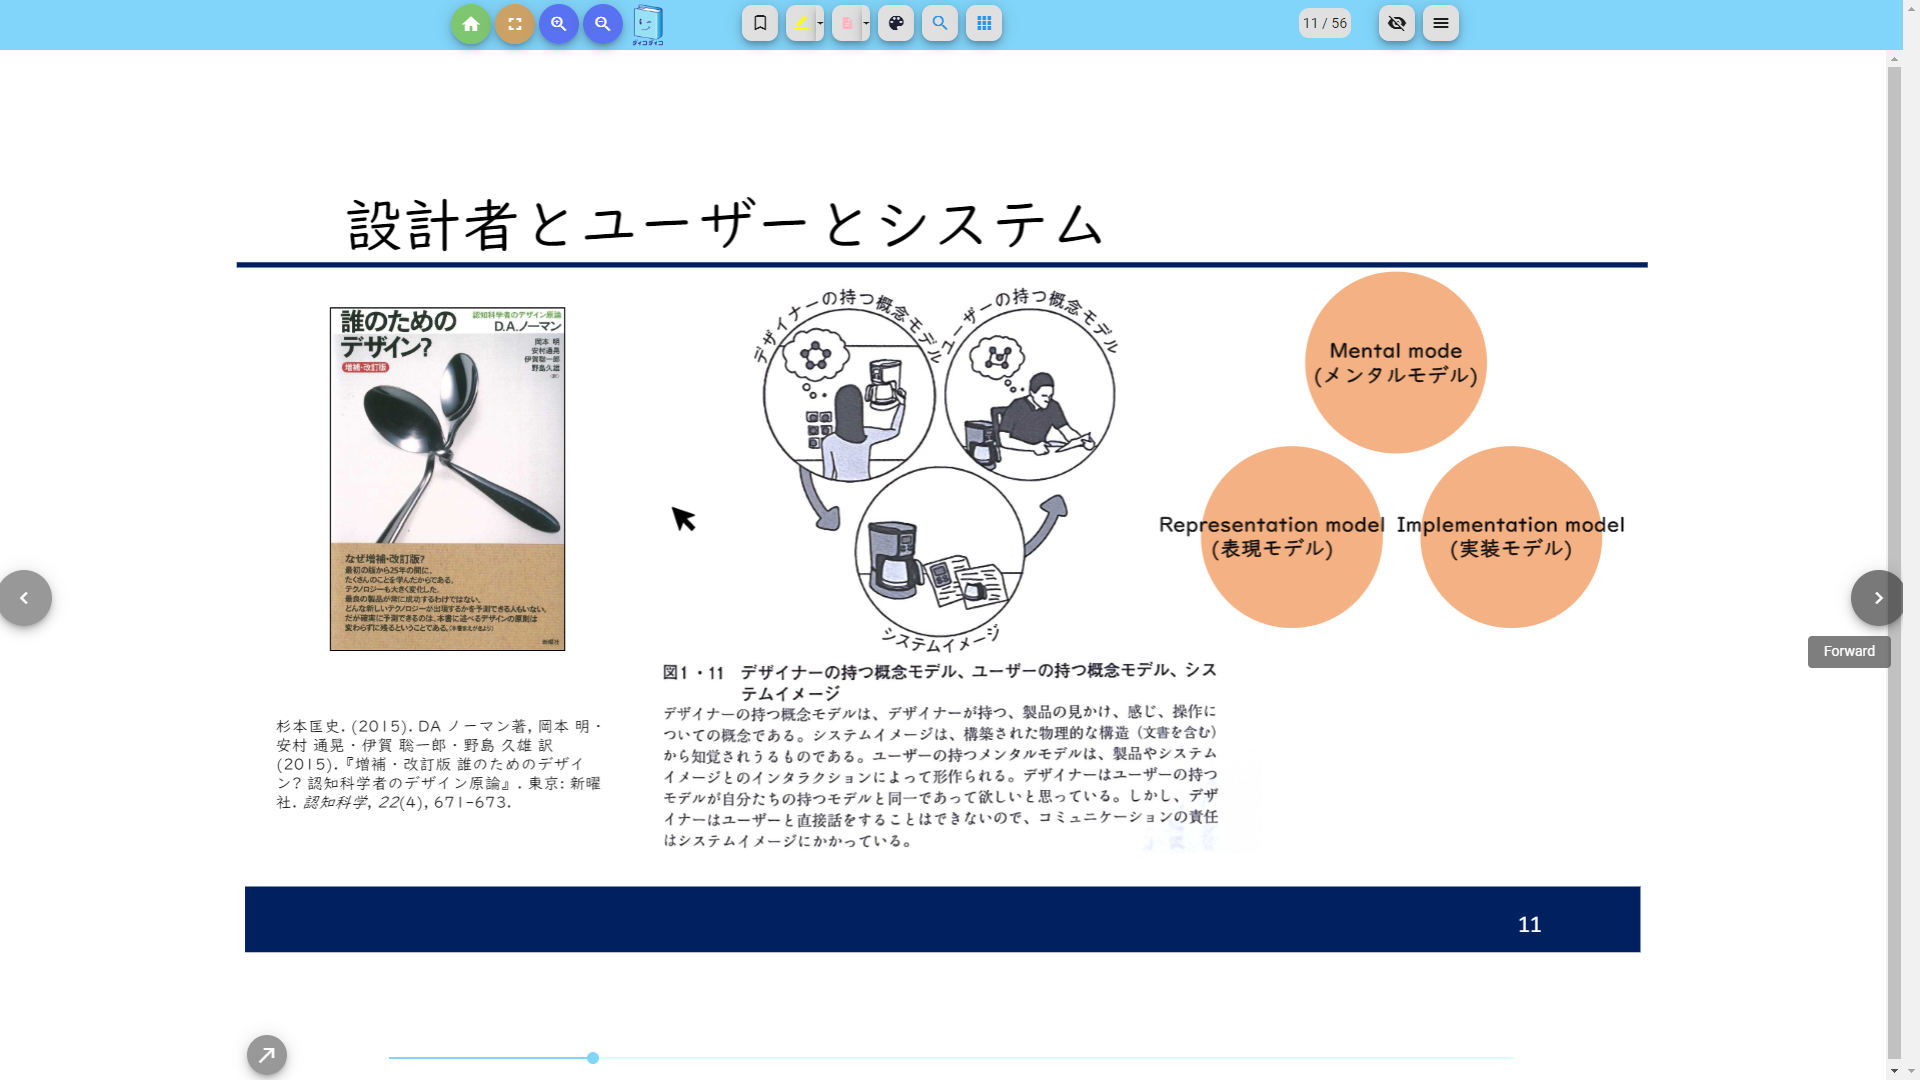 ダイコダイコ
11 / 56
設計者とユーザーとシステム
誰のための
デザイン?
増補・改訂版
認知科学者のデザイン原論
D.A.ノーマン
岡本 明
安村通晃
伊賀聡一郎
野島久雄
なぜ増補・改訂版?
最初の版から25年の間に、
たくさんのことを学んだからである。
テクノロジーも大きく変化した。
最良の製品が常に成功するわけではない。
どんな新しいテクノロジーが出現するかを予測できる人もいない。
だが確実に予測できるのは、本書に述べるデザインの原則は
変わらずに残るということである。(本書まえがきより)
新曜社
杉本匡史. (2015). DA ノーマン著, 岡本 明・
安村 通晃・伊賀 聡一郎・野島 久雄 訳
(2015).『増補・改訂版 誰のためのデザイ
ン? 認知科学者のデザイン原論』. 東京: 新曜
社. 認知科学, 22(4), 671-673.
デザイナーの持つ概念モデル
ユーザーの持つ概念モデル
システムイメージ
図1・11 デザイナーの持つ概念モデル、ユーザーの持つ概念モデル、シス
テムイメージ
デザイナーの持つ概念モデルは、デザイナーが持つ、製品の見かけ、感じ、操作に
ついての概念である。システムイメージは、構築された物理的な構造（文書を含む）
から知覚されうるものである。ユーザーの持つメンタルモデルは、製品やシステム
イメージとのインタラクションによって形作られる。デザイナーはユーザーの持つ
モデルが自分たちの持つモデルと同一であって欲しいと思っている。しかし、デザ
イナーはユーザーと直接話をすることはできないので、コミュニケーションの責任
はシステムイメージにかかっている。
Mental mode
(メンタルモデル)
Representation model
(表現モデル)
Implementation model
(実装モデル)
Forward
11